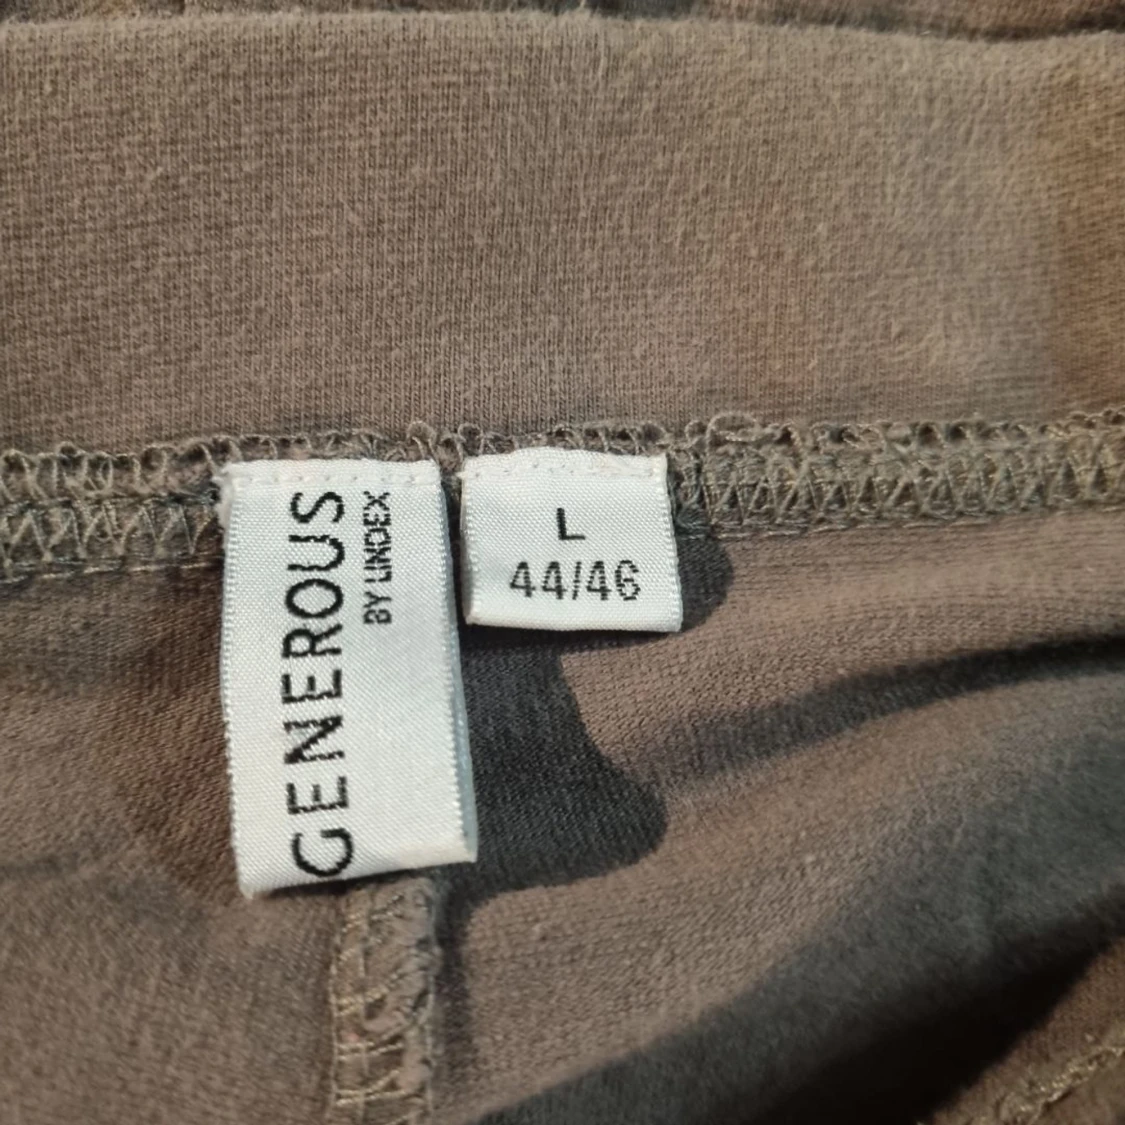 GENEROUS
BY LINDEX
L
44/46